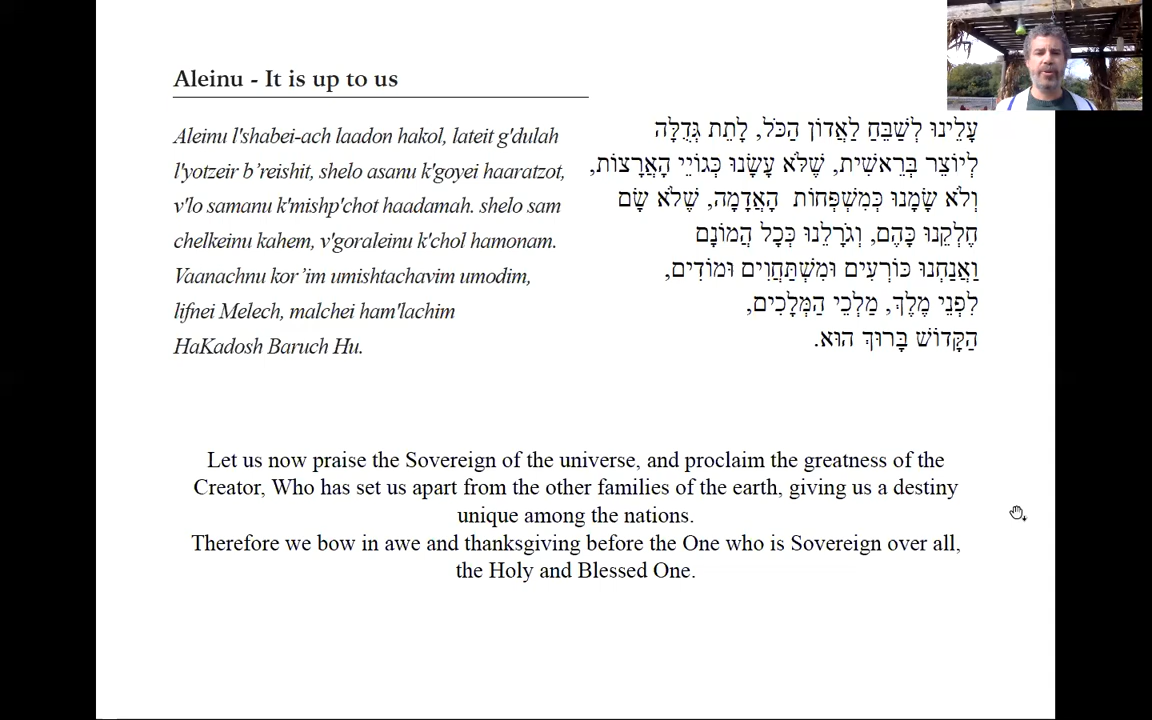 Aleinu - It is up to us
Aleinu l'shabei-ach laadon hakol, lateit g'dulah
l'yotzeir b’reishit, shelo asanu k'goyei haaratzot,
v'lo samanu k'mishp'chot haadamah. shelo sam
chelkeinu kahem, v'goraleinu k'chol hamonam.
Vaanachnu kor’im umishtachavim umodim,
lifnei Melech, malchei ham'lachim
HaKadosh Baruch Hu.
עָלֵינוּ לְשַׁבֵּחַ לַאֲדוֹן הַכֹּל, לָתֵת גְּדֻלָּה
לְיוֹצֵר בְּרֵאשִׁית, שֶׁלֹּא עָשָׂנוּ כְּגוֹיֵי הָאֲרָצוֹת,
וְלֹא שָׂמָנוּ כְּמִשְׁפְּחוֹת הָאֲדָמָה, שֶׁלֹּא שָׂם
חֶלְקֵנוּ כָּהֶם, וְגֹרָלֵנוּ כְּכָל הֲמוֹנָם
וַאֲנַחְנוּ כּוֹרְעִים וּמִשְׁתַּחֲוִים וּמוֹדִים,
לִפְנֵי מֶלֶךְ, מַלְכֵי הַמְּלָכִים,
הַקָּדוֹשׁ בָּרוּךְ הוּא.
Let us now praise the Sovereign of the universe, and proclaim the greatness of the
Creator, Who has set us apart from the other families of the earth, giving us a destiny
unique among the nations.
Therefore we bow in awe and thanksgiving before the One who is Sovereign over all,
the Holy and Blessed One.